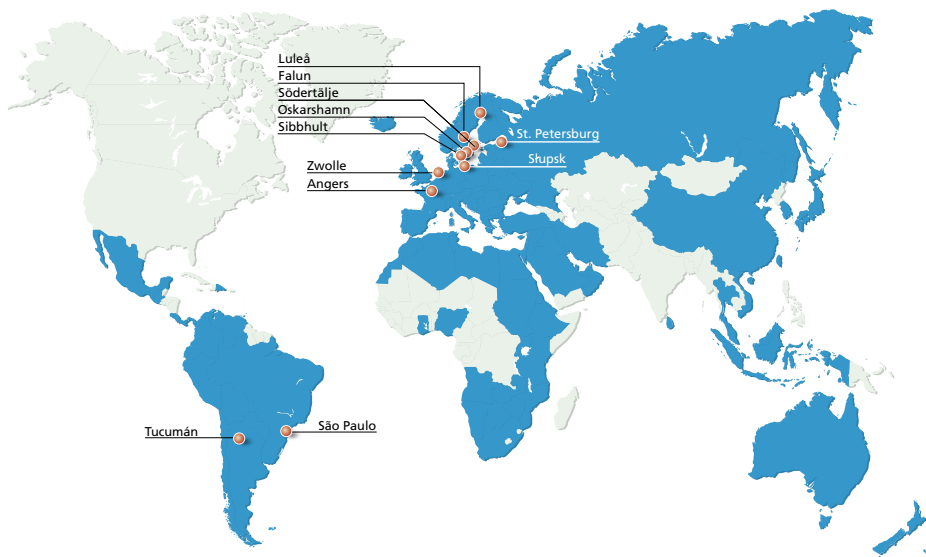 Luleå
Falun
Södertälje
Oskarshamn
Sibbhult
St. Petersburg
Słupsk
Zwolle
Angers
São Paulo
Tucumán